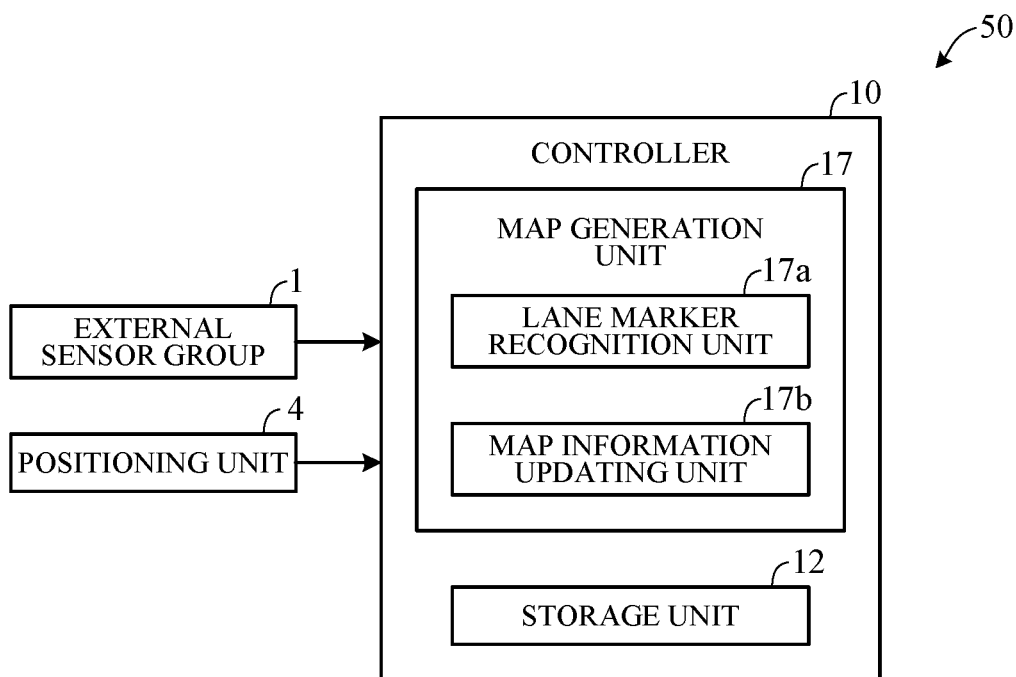 50
10
CONTROLLER
17
MAP GENERATION
UNIT
17a
LANE MARKER
RECOGNITION UNIT
1
EXTERNAL
SENSOR GROUP
17b
MAP INFORMATION
UPDATING UNIT
4
POSITIONING UNIT
12
STORAGE UNIT